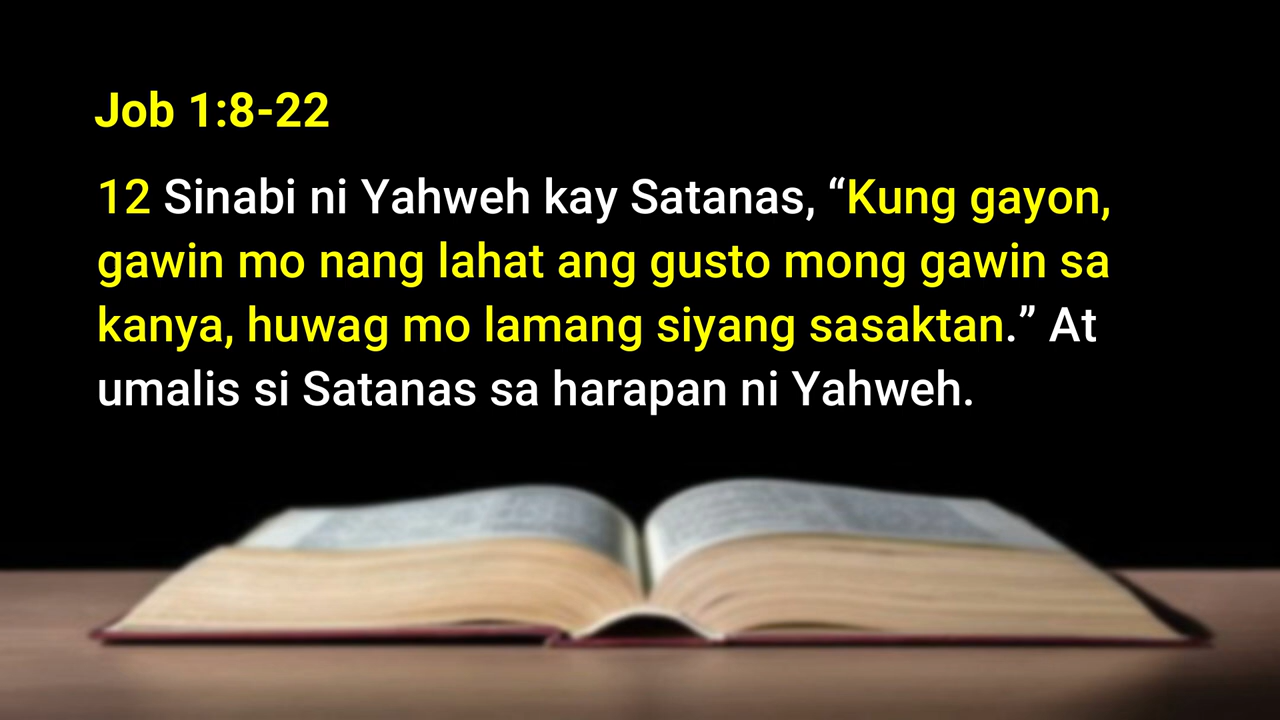 Job 1:8-22
12 Sinabi ni Yahweh kay Satanas, “Kung gayon,
gawin mo nang lahat ang gusto mong gawin sa
kanya, huwag mo lamang siyang sasaktan.” At
umalis si Satanas sa harapan ni Yahweh.